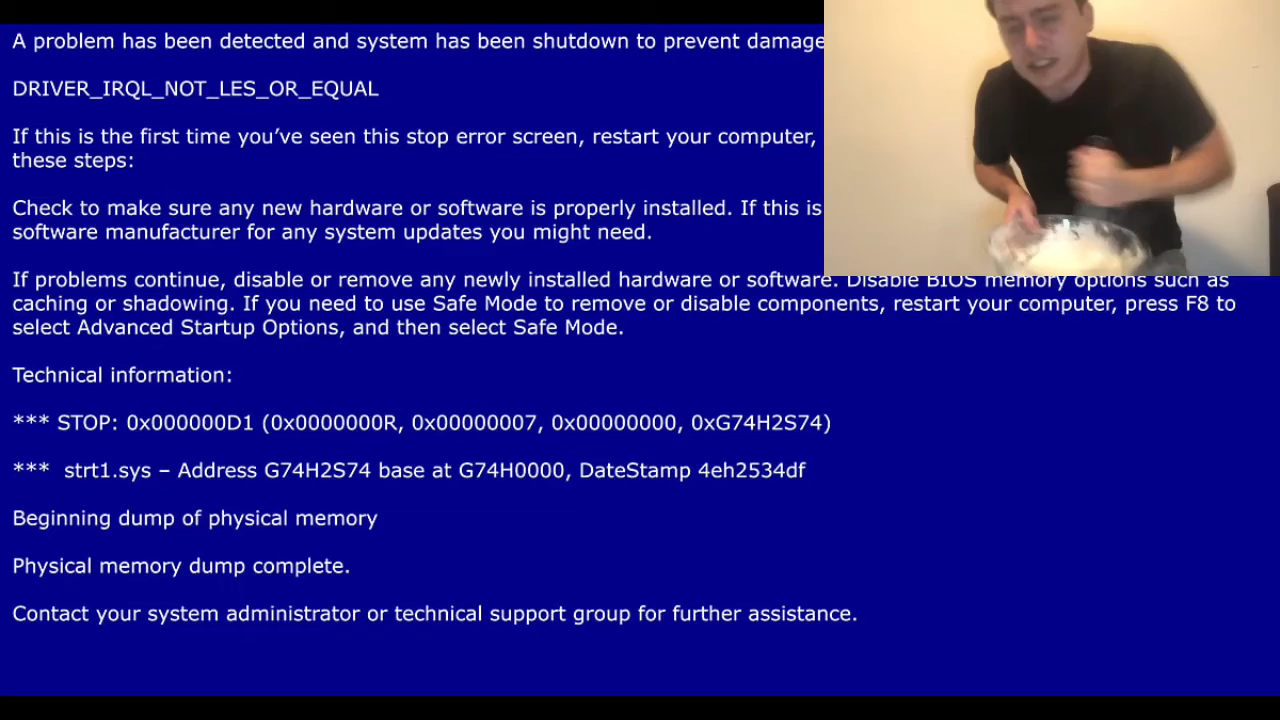 A problem has been detected and system has been shutdown to prevent damage
DRIVER_IRQL_NOT_LES_OR_EQUAL
If this is the first time you’ve seen this stop error screen, restart your computer,
these steps:
Check to make sure any new hardware or software is properly installed. If this is
software manufacturer for any system updates you might need.
If problems continue, disable or remove any newly installed hardware or software. Disable BIOS memory options such as
caching or shadowing. If you need to use Safe Mode to remove or disable components, restart your computer, press F8 to
select Advanced Startup Options, and then select Safe Mode.
Technical information:
*** STOP: 0x000000D1 (0x0000000R, 0x00000007, 0x00000000, 0xG74H2S74)
*** strt1.sys – Address G74H2S74 base at G74H0000, DateStamp 4eh2534df
Beginning dump of physical memory
Physical memory dump complete.
Contact your system administrator or technical support group for further assistance.